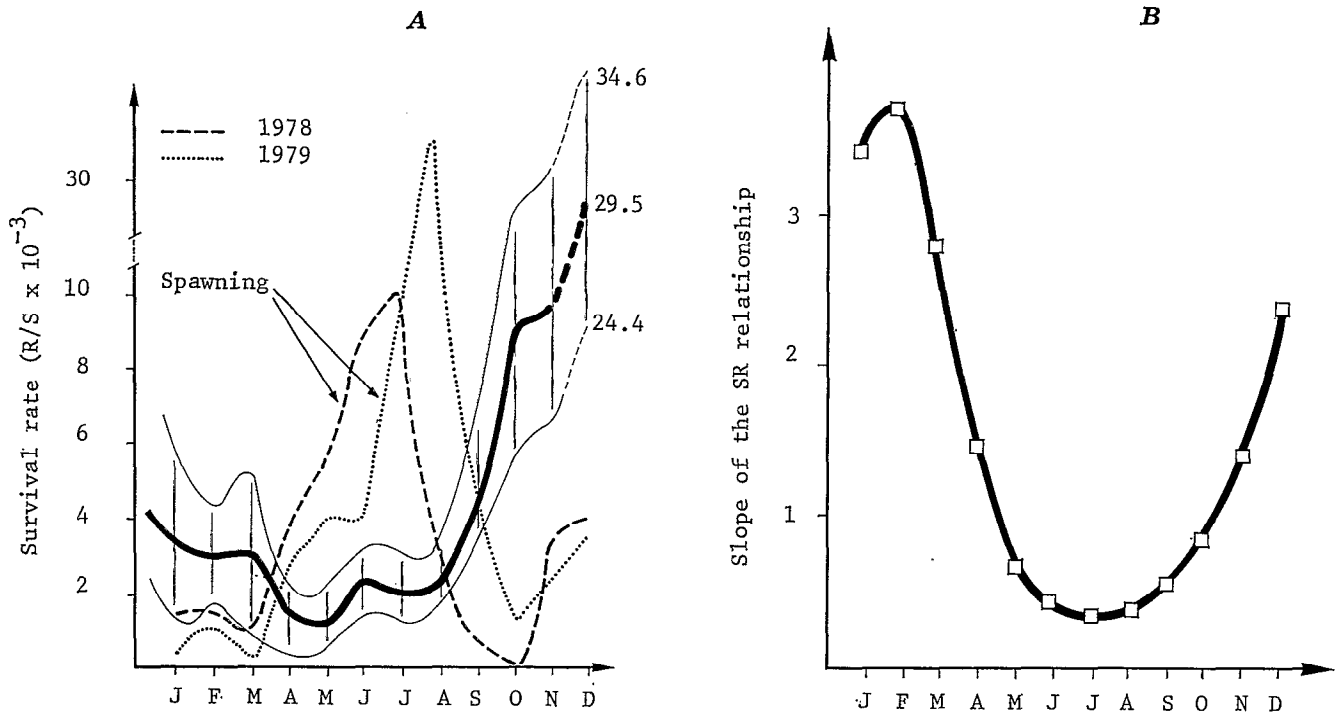 A
34.6
1978
1979
30
29.5
Survival rate (R/S x 10⁻³)
Spawning
10
24.4
8
6
4
2
J F M A M J J A S O N D
B
Slope of the SR relationship
3
2
1
J F M A M J J A S O N D